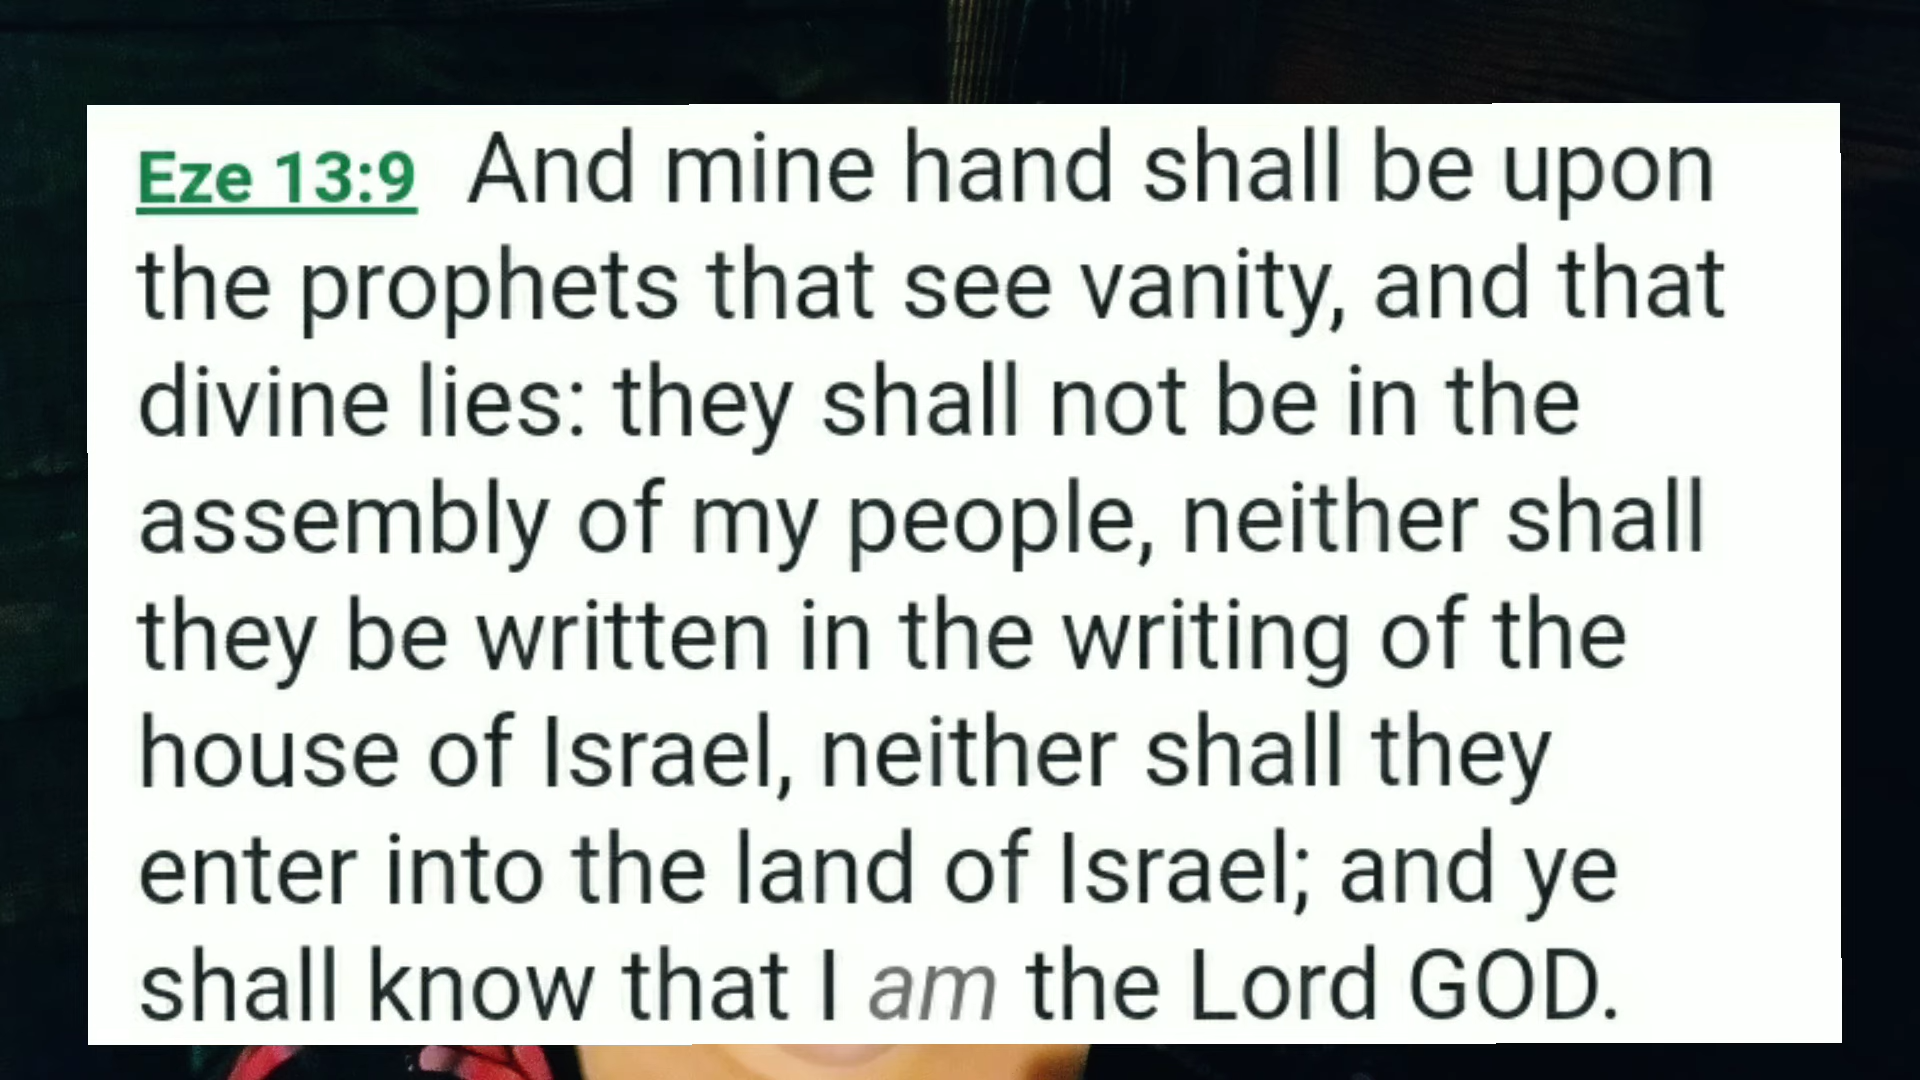 Eze 13:9 And mine hand shall be upon
the prophets that see vanity, and that
divine lies: they shall not be in the
assembly of my people, neither shall
they be written in the writing of the
house of Israel, neither shall they
enter into the land of Israel; and ye
shall know that I am the Lord GOD.